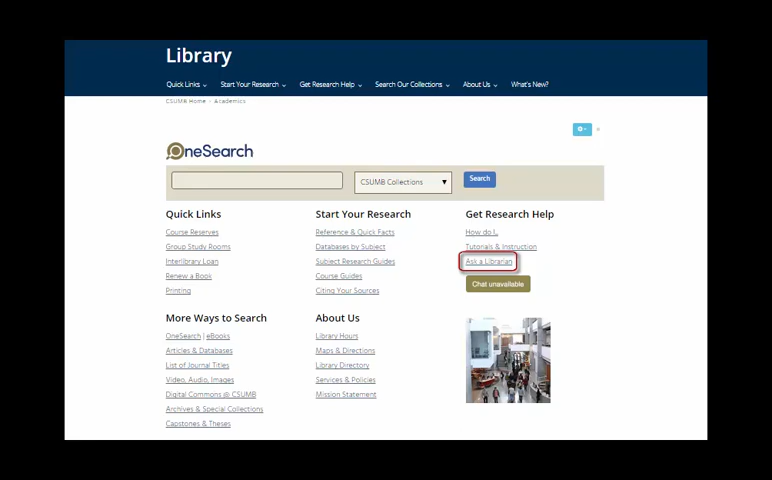 Library
Quick Links
Start Your Research
Get Research Help
Search Our Collections
About Us
What's New?
CSUMB Home
Academics
OneSearch
CSUMB Collections
Search
Quick Links
Course Reserves
Group Study Rooms
Interlibrary Loan
Renew a Book
Printing
Start Your Research
Reference & Quick Facts
Databases by Subject
Subject Research Guides
Course Guides
Citing Your Sources
Get Research Help
How do I...
Tutorials & Instruction
Ask a Librarian
Chat unavailable
More Ways to Search
OneSearch | eBooks
Articles & Databases
List of Journal Titles
Video, Audio, Images
Digital Commons @ CSUMB
Archives & Special Collections
Capstones & Theses
About Us
Library Hours
Maps & Directions
Library Directory
Services & Policies
Mission Statement